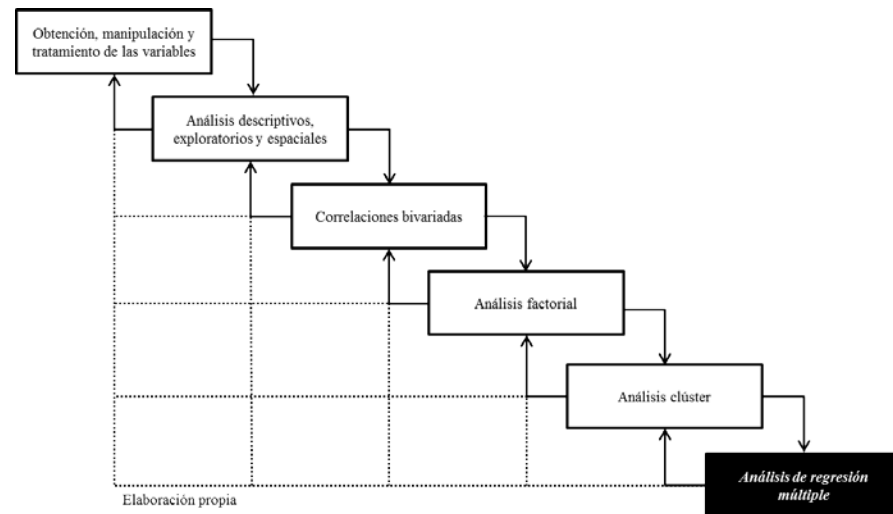 Obtención, manipulación y
tratamiento de las variables
Análisis descriptivos,
exploratorios y espaciales
Correlaciones bivariadas
Análisis factorial
Análisis clúster
Análisis de regresión
múltiple
Elaboración propia